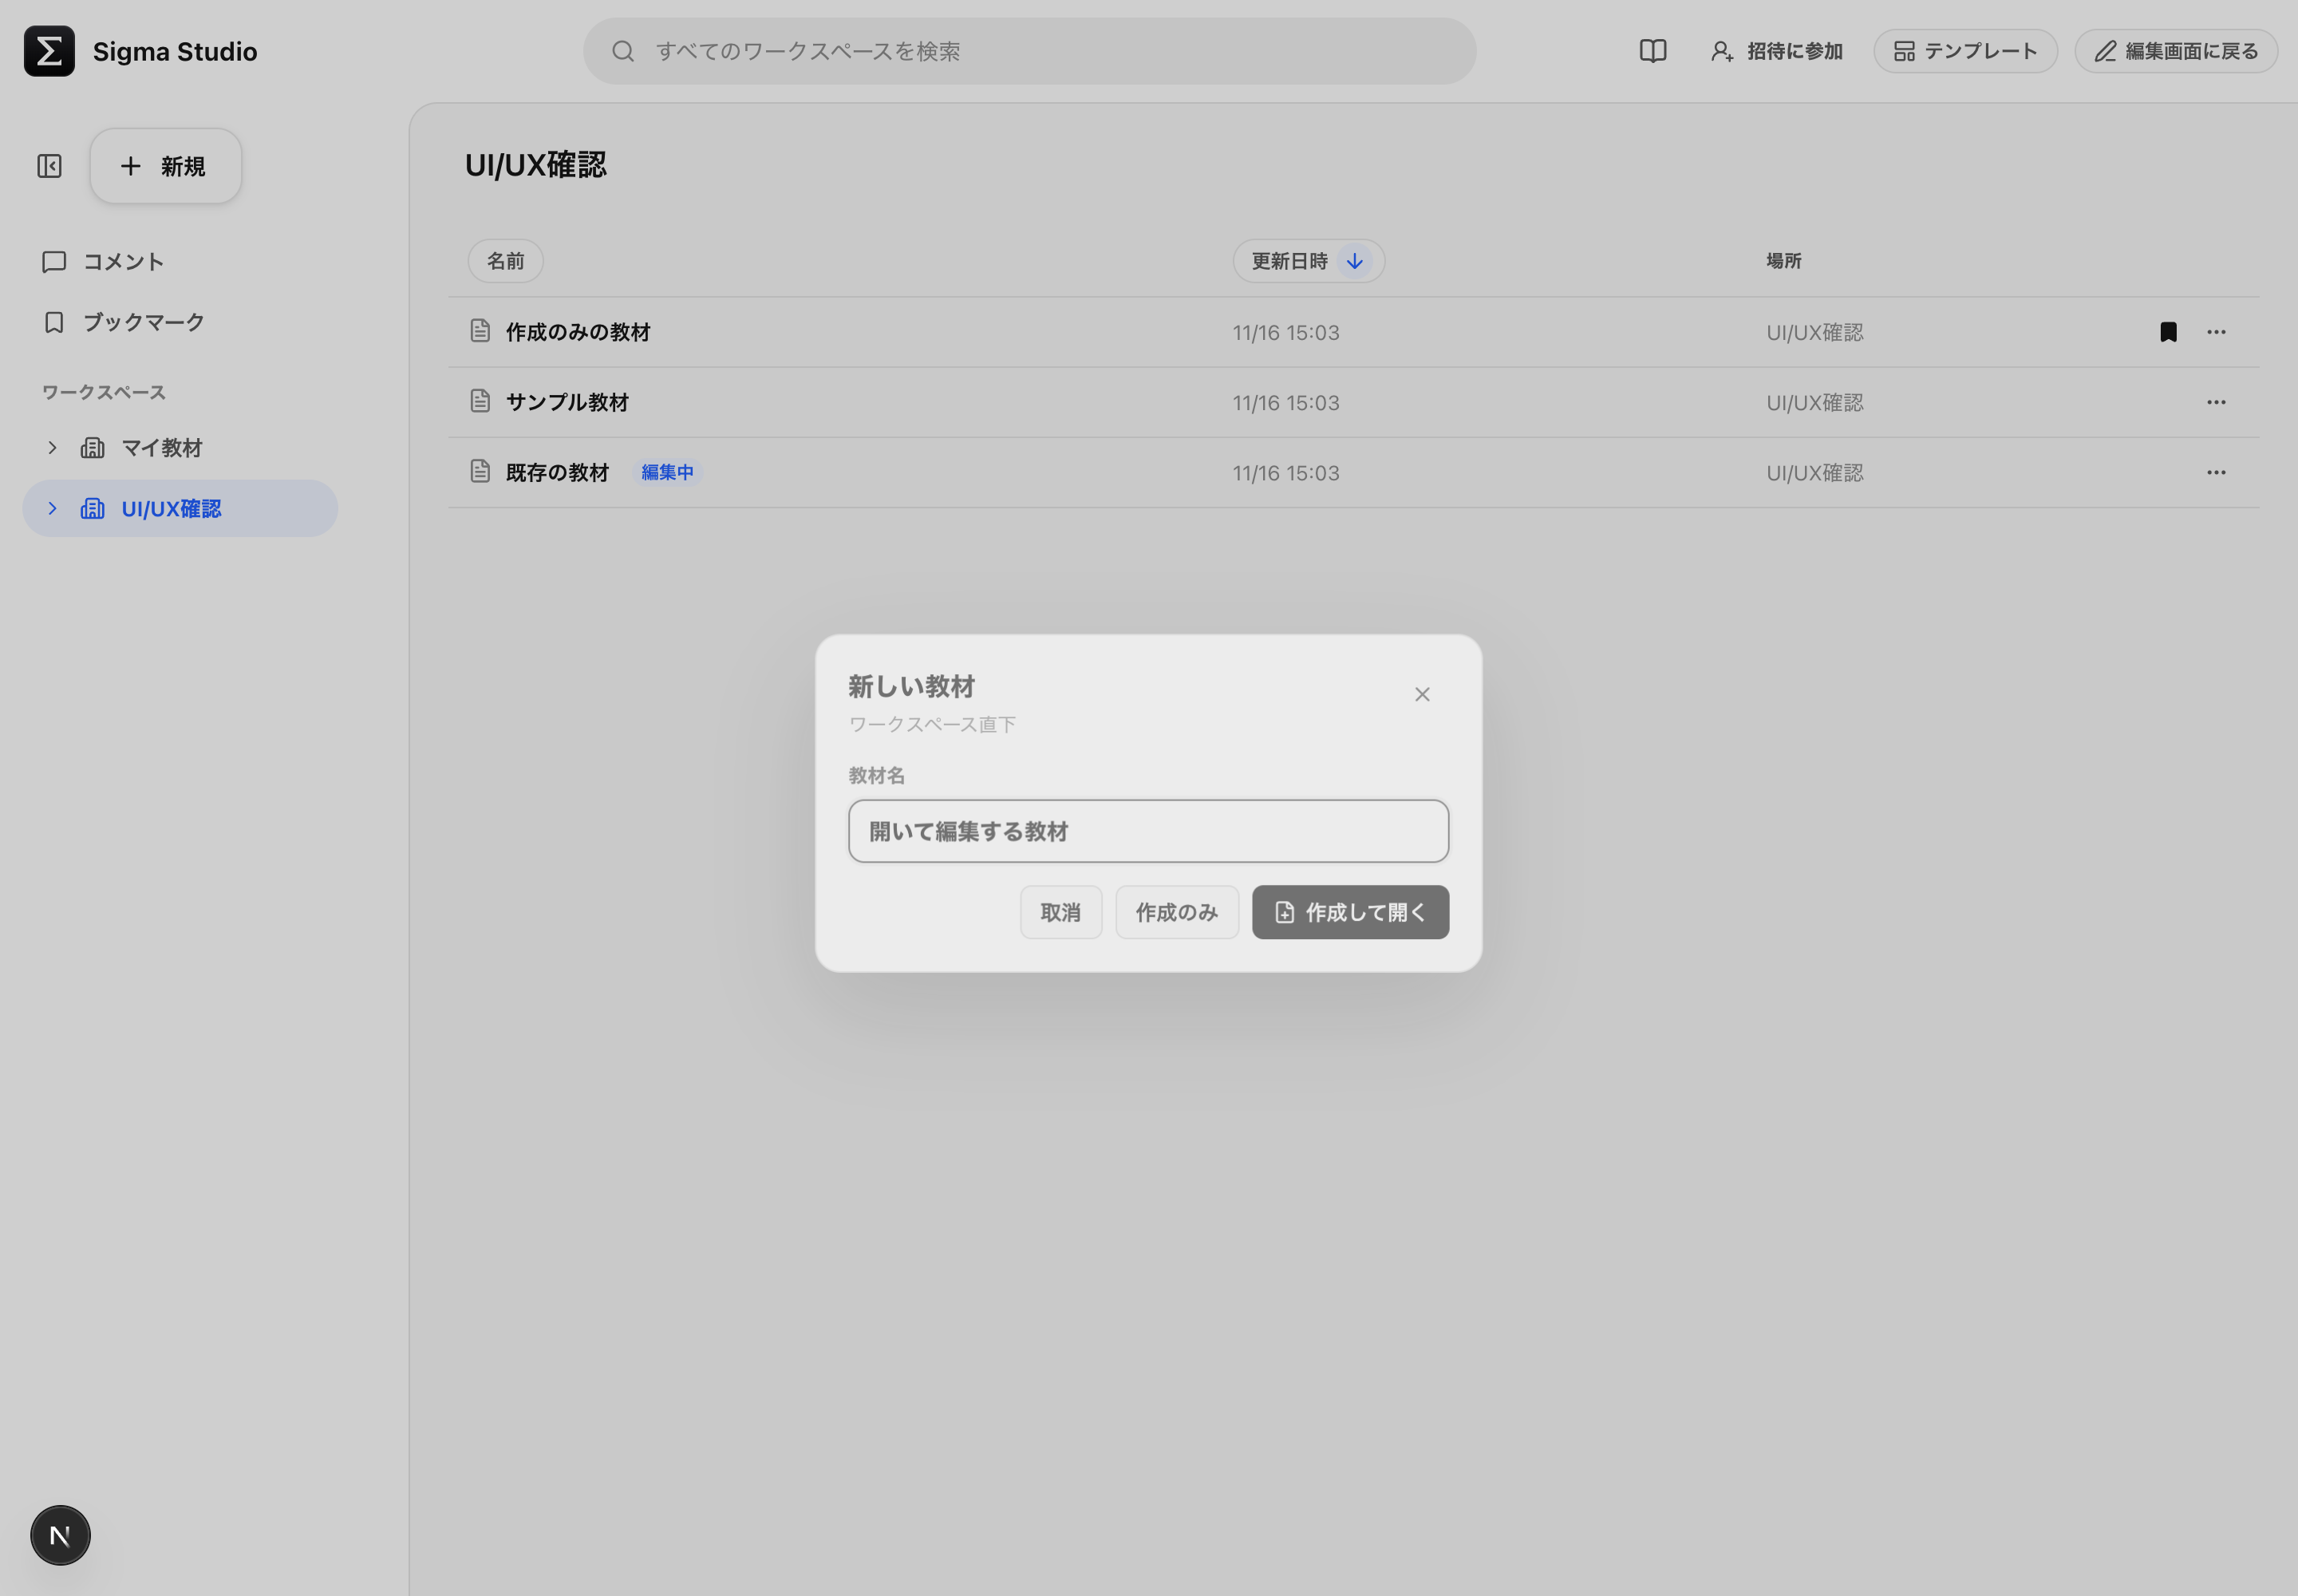 Sigma Studio
すべてのワークスペースを検索
招待に参加
テンプレート
編集画面に戻る
新規
コメント
ブックマーク
ワークスペース
マイ教材
UI/UX確認
UI/UX確認
名前 更新日時 場所
作成のみの教材 11/16 15:03 UI/UX確認
サンプル教材 11/16 15:03 UI/UX確認
既存の教材 編集中 11/16 15:03 UI/UX確認
新しい教材
ワークスペース直下
教材名
開いて編集する教材
取消 作成のみ 作成して開く
N